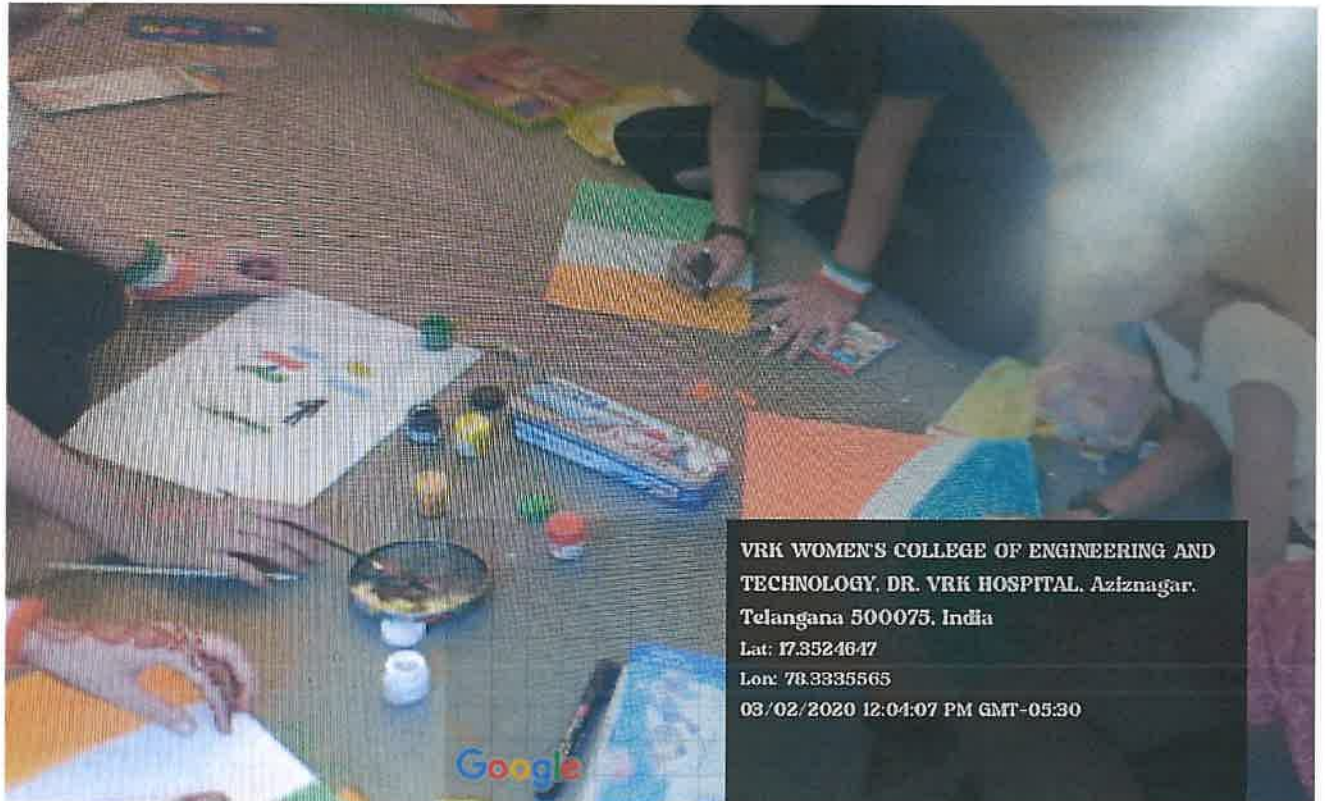 VRK WOMEN'S COLLEGE OF ENGINEERING AND
TECHNOLOGY, DR. VRK HOSPITAL, Aziznagar,
Telangana 500075, India
Lat: 17.3524647
Lon: 78.3335565
03/02/2020 12:04:07 PM GMT-05:30
Google